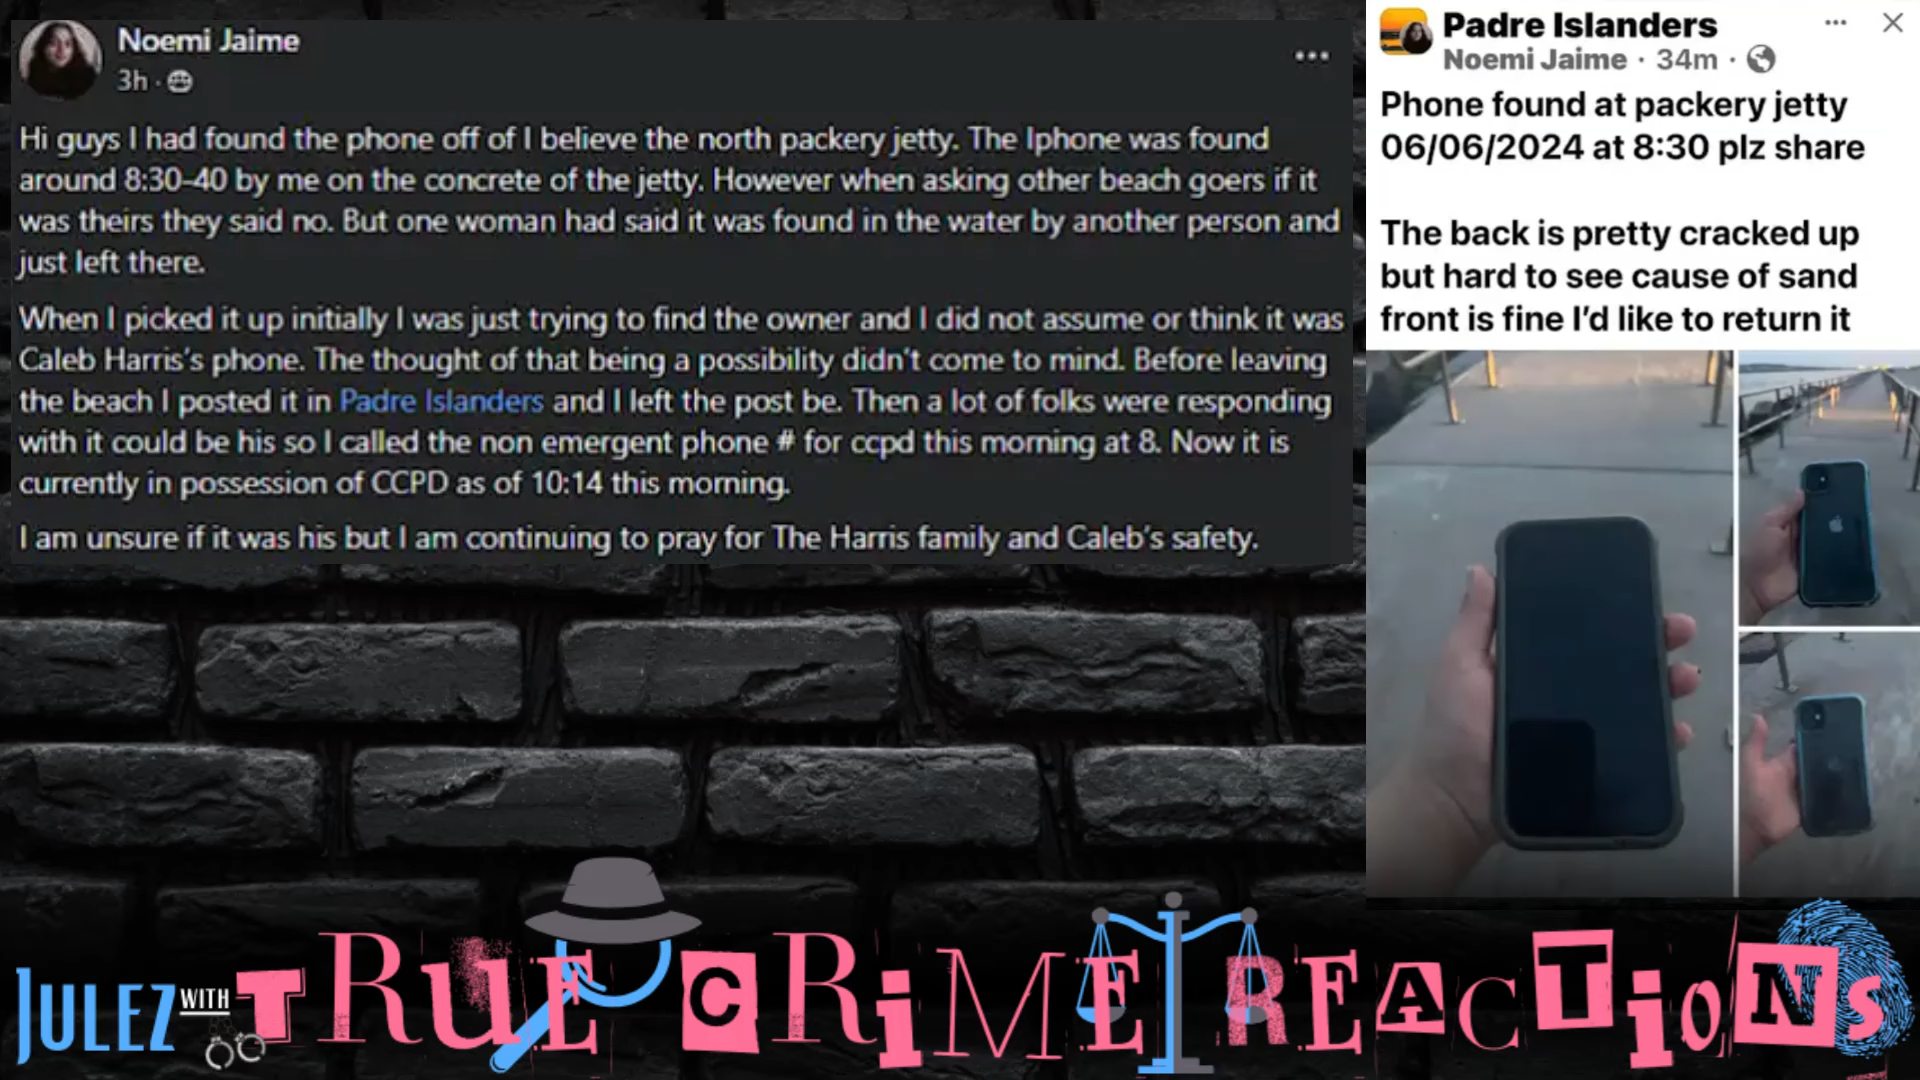 Noemi Jaime
3h ·
Hi guys I had found the phone off of I believe the north packery jetty. The Iphone was found
around 8:30-40 by me on the concrete of the jetty. However when asking other beach goers if it
was theirs they said no. But one woman had said it was found in the water by another person and
just left there.
When I picked it up initially I was just trying to find the owner and I did not assume or think it was
Caleb Harris's phone. The thought of that being a possibility didn't come to mind. Before leaving
the beach I posted it in Padre Islanders and I left the post be. Then a lot of folks were responding
with it could be his so I called the non emergent phone # for ccpd this morning at 8. Now it is
currently in possession of CCPD as of 10:14 this morning.
I am unsure if it was his but I am continuing to pray for The Harris family and Caleb's safety.
Padre Islanders
Noemi Jaime · 34m ·
Phone found at packery jetty
06/06/2024 at 8:30 plz share
The back is pretty cracked up
but hard to see cause of sand
front is fine I'd like to return it
JULEZ WITH TRuE CRiME REACTioNs